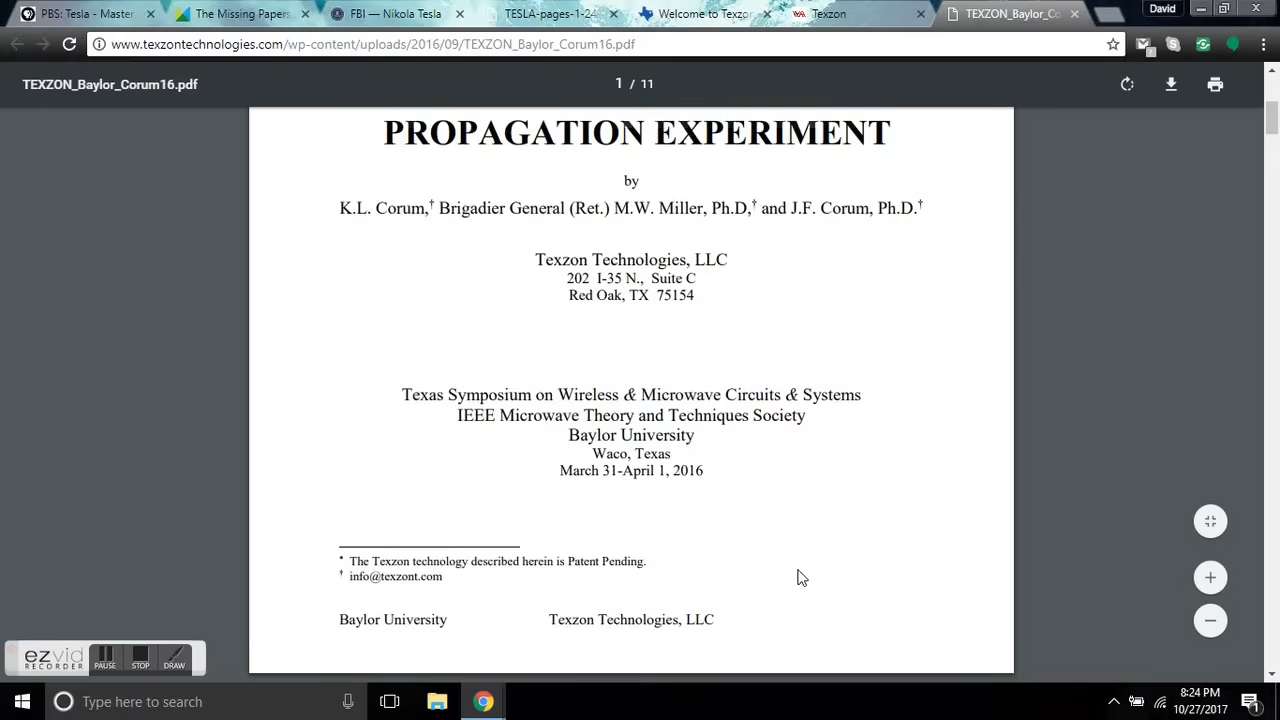 PBS: Tesla - Master
The Missing Papers
FBI — Nikola Tesla
TESLA-pages-1-24
Welcome to Texzon
Texzon
TEXZON_Baylor_Co
David
www.texzontechnologies.com/wp-content/uploads/2016/09/TEXZON_Baylor_Corum16.pdf
TEXZON_Baylor_Corum16.pdf
1 / 11
PROPAGATION EXPERIMENT
by
K.L. Corum,† Brigadier General (Ret.) M.W. Miller, Ph.D,† and J.F. Corum, Ph.D.†
Texzon Technologies, LLC
202 I-35 N., Suite C
Red Oak, TX 75154
Texas Symposium on Wireless & Microwave Circuits & Systems
IEEE Microwave Theory and Techniques Society
Baylor University
Waco, Texas
March 31-April 1, 2016
* The Texzon technology described herein is Patent Pending.
† info@texzont.com
Baylor University Texzon Technologies, LLC
ezvid
RECORDER
PAUSE
STOP
DRAW
Type here to search
8:24 PM
10/27/2017